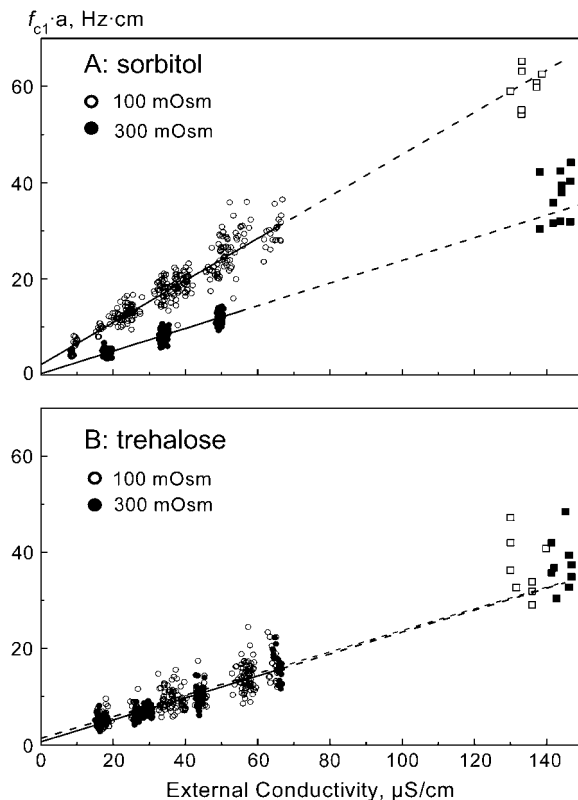 f_c1·a, Hz·cm
60
A: sorbitol
100 mOsm
300 mOsm
40
20
0
60
B: trehalose
100 mOsm
300 mOsm
40
20
0
0 20 40 60 80 100 120 140
External Conductivity, µS/cm